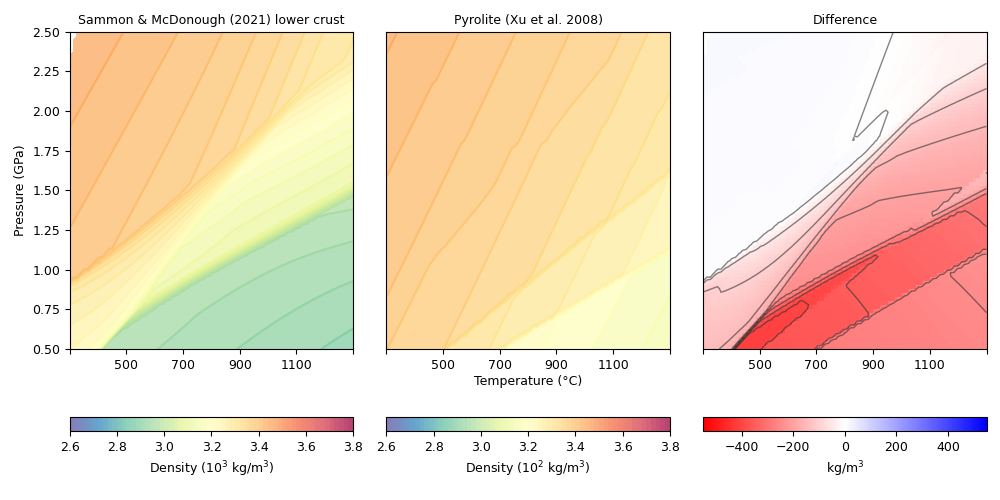 Sammon & McDonough (2021) lower crust
Pyrolite (Xu et al. 2008)
Difference
2.50
2.25
2.00
1.75
1.50
1.25
1.00
0.75
0.50
Pressure (GPa)
500 700 900 1100
500 700 900 1100
500 700 900 1100
Temperature (°C)
2.6 2.8 3.0 3.2 3.4 3.6 3.8
2.6 2.8 3.0 3.2 3.4 3.6 3.8
−400 −200 0 200 400
Density (10³ kg/m³)
Density (10² kg/m³)
kg/m³